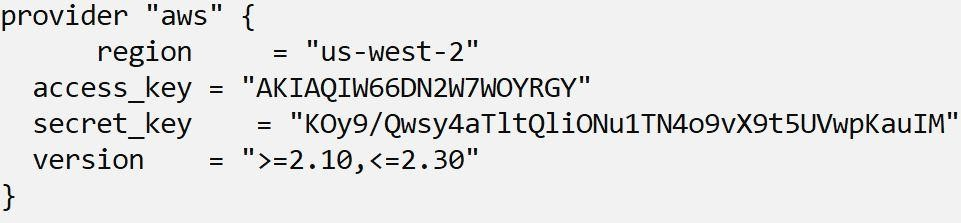 provider "aws" {
region = "us-west-2"
access_key = "AKIAQIW66DN2W7WOYRGY"
secret_key = "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"
version = ">=2.10,<=2.30"
}